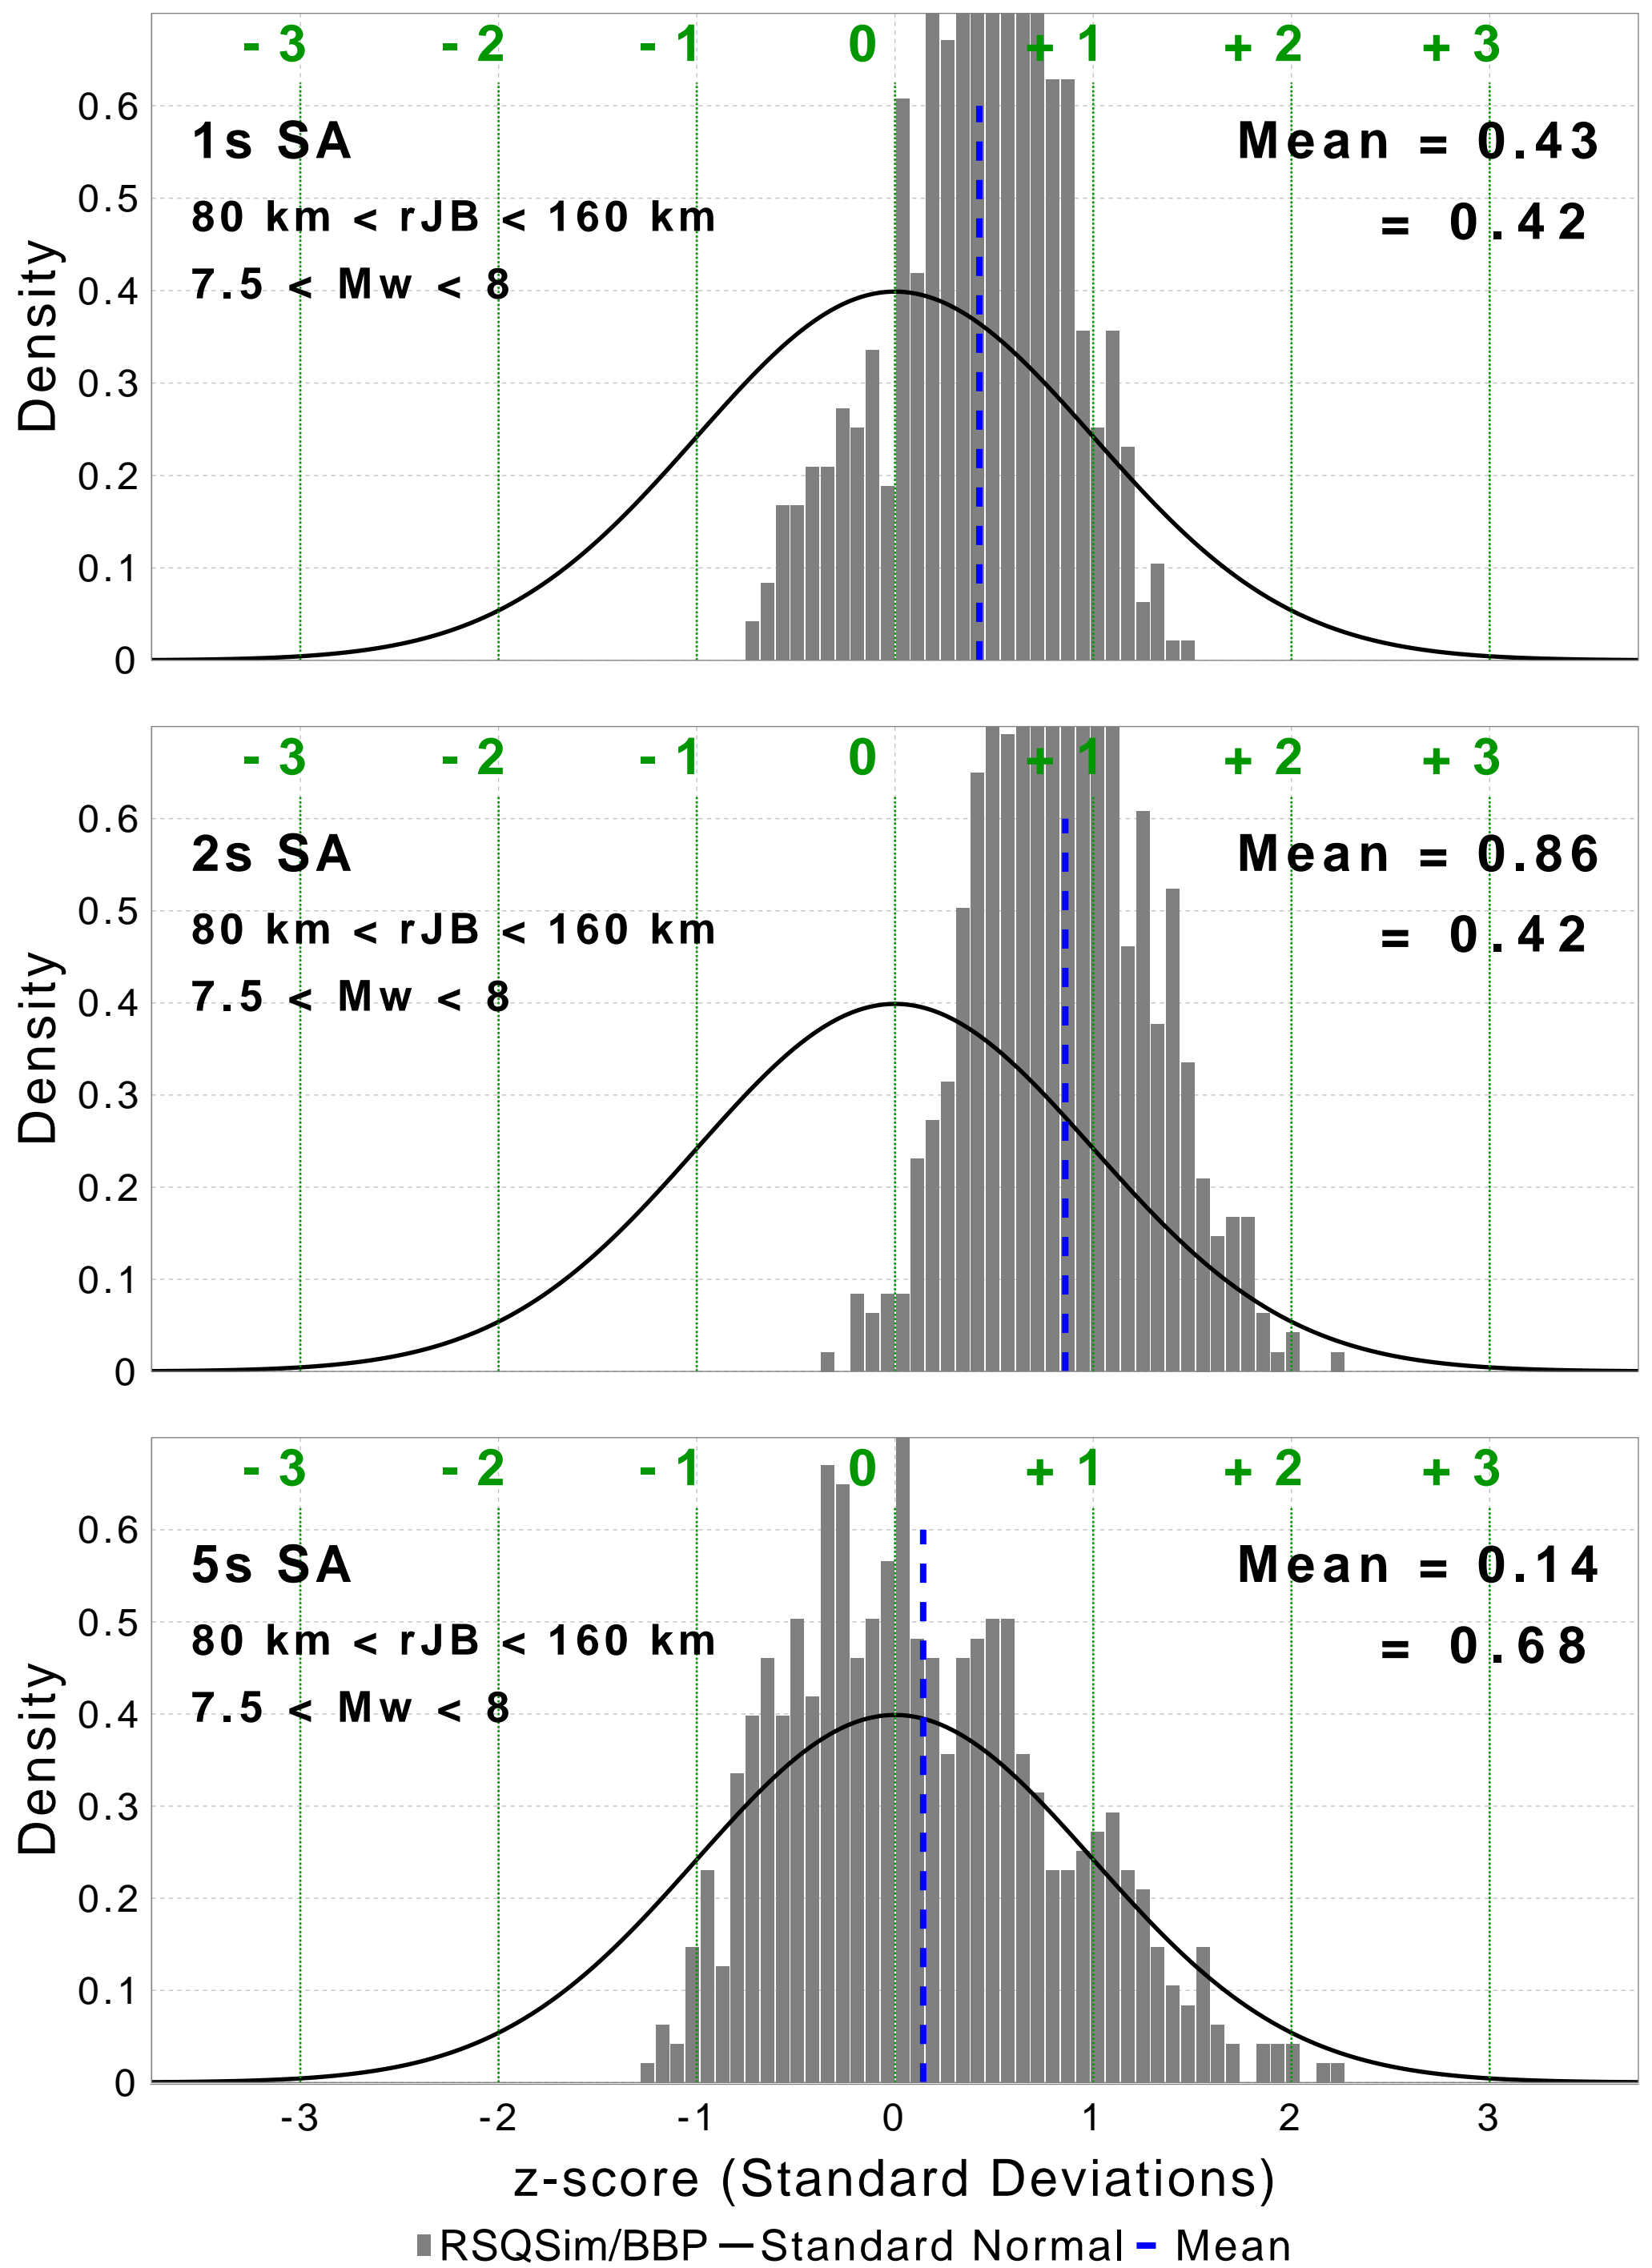 - 3 - 2 - 1 0 + 1 + 2 + 3
0.6
1s SA Mean = 0.43
0.5
80 km < rJB < 160 km = 0.42
7.5 < Mw < 8
0.4
Density
0.3
0.2
0.1
0
- 3 - 2 - 1 0 + 1 + 2 + 3
0.6
2s SA Mean = 0.86
0.5
80 km < rJB < 160 km = 0.42
7.5 < Mw < 8
0.4
Density
0.3
0.2
0.1
0
- 3 - 2 - 1 0 + 1 + 2 + 3
0.6
5s SA Mean = 0.14
0.5
80 km < rJB < 160 km = 0.68
7.5 < Mw < 8
0.4
Density
0.3
0.2
0.1
0
-3 -2 -1 0 1 2 3
z-score (Standard Deviations)
RSQSim/BBP Standard Normal Mean